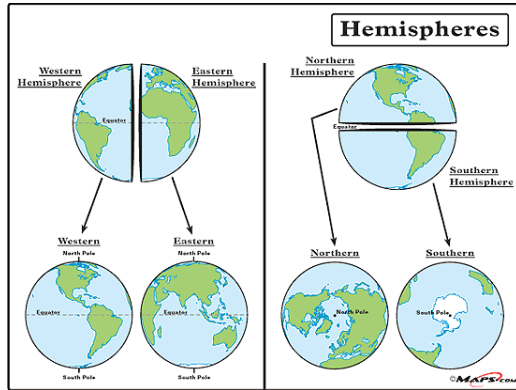 Hemispheres
Western
Hemisphere
Eastern
Hemisphere
Equator
Western
North Pole
Equator
South Pole
Eastern
North Pole
Equator
South Pole
Northern
Hemisphere
Equator
Southern
Hemisphere
Northern
North Pole
Southern
South Pole
©MAPS.COM